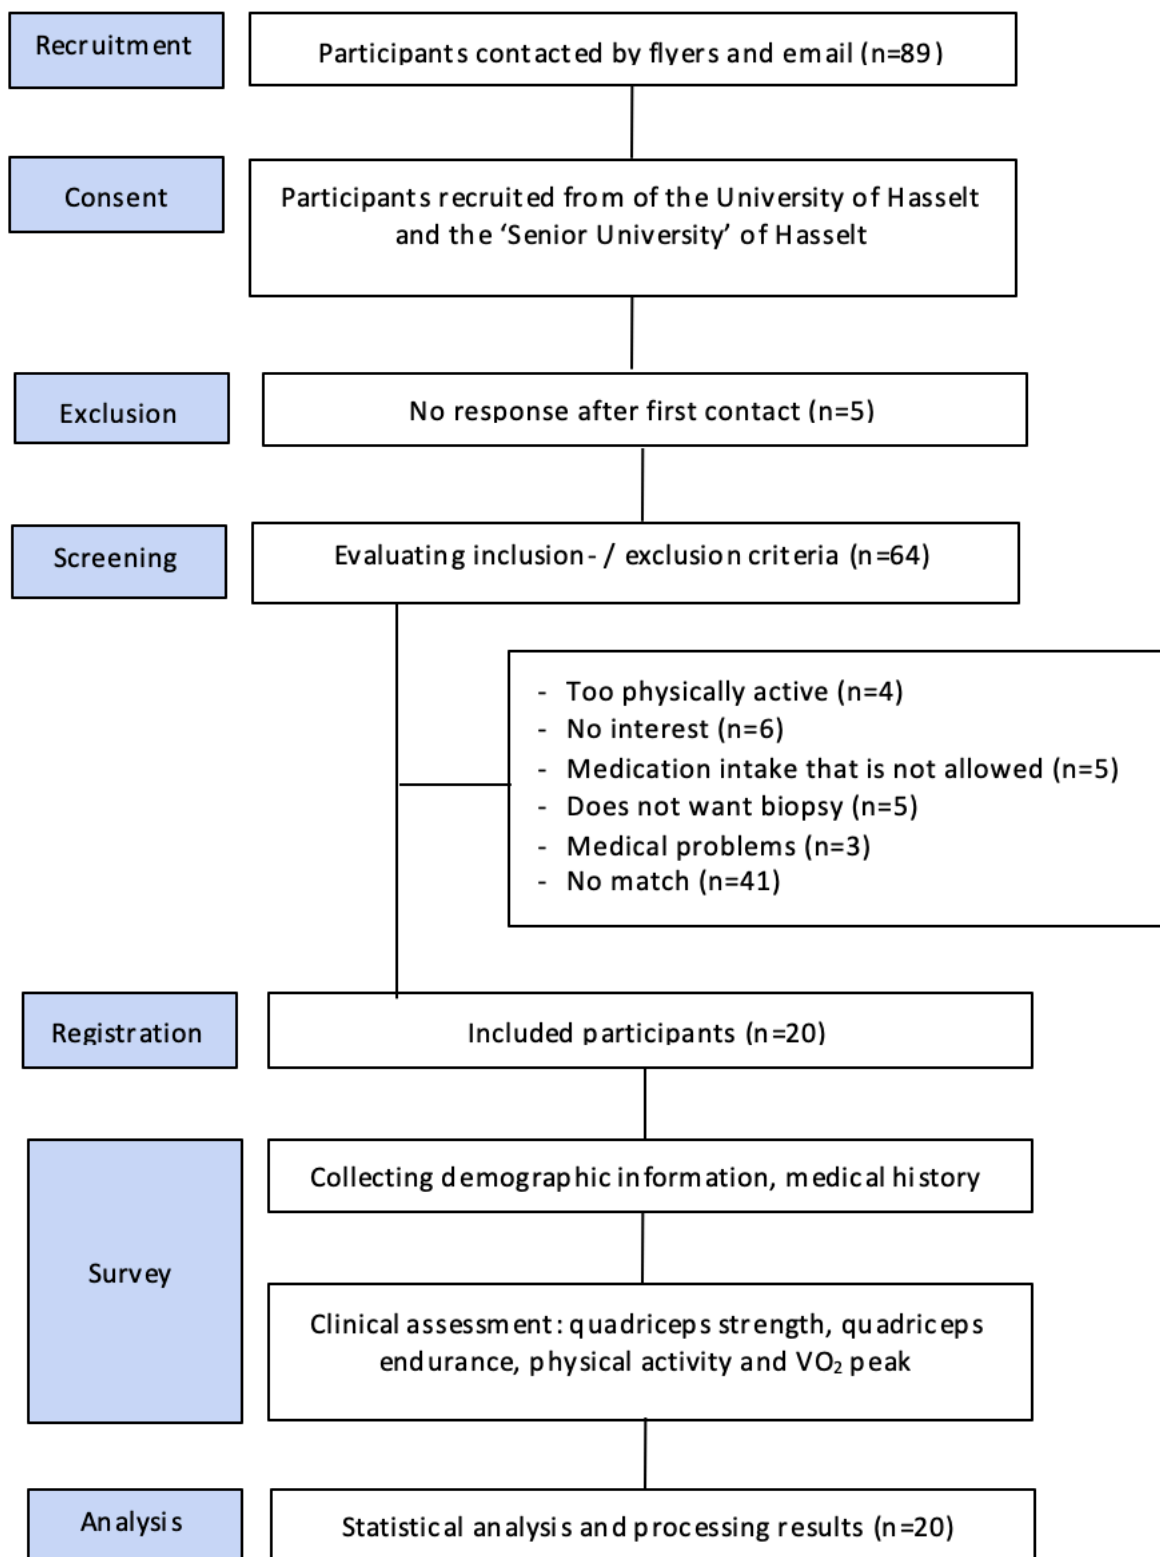 Recruitment
Participants contacted by flyers and email (n=89)
Consent
Participants recruited from of the University of Hasselt
and the ‘Senior University’ of Hasselt
Exclusion
No response after first contact (n=5)
Screening
Evaluating inclusion- / exclusion criteria (n=64)
- Too physically active (n=4)
- No interest (n=6)
- Medication intake that is not allowed (n=5)
- Does not want biopsy (n=5)
- Medical problems (n=3)
- No match (n=41)
Registration
Included participants (n=20)
Survey
Collecting demographic information, medical history
Clinical assessment: quadriceps strength, quadriceps
endurance, physical activity and VO₂ peak
Analysis
Statistical analysis and processing results (n=20)